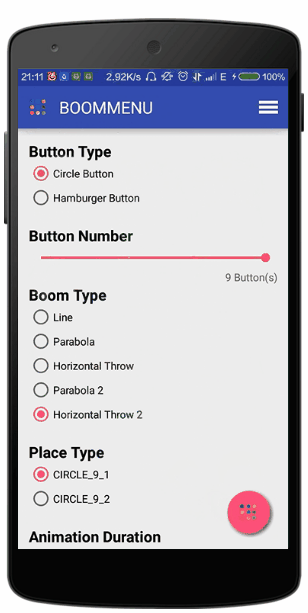 21:11 2.92K/s E 100%
BOOMMENU
Button Type
Circle Button
Hamburger Button
Button Number
9 Button(s)
Boom Type
Line
Parabola
Horizontal Throw
Parabola 2
Horizontal Throw 2
Place Type
CIRCLE_9_1
CIRCLE_9_2
Animation Duration